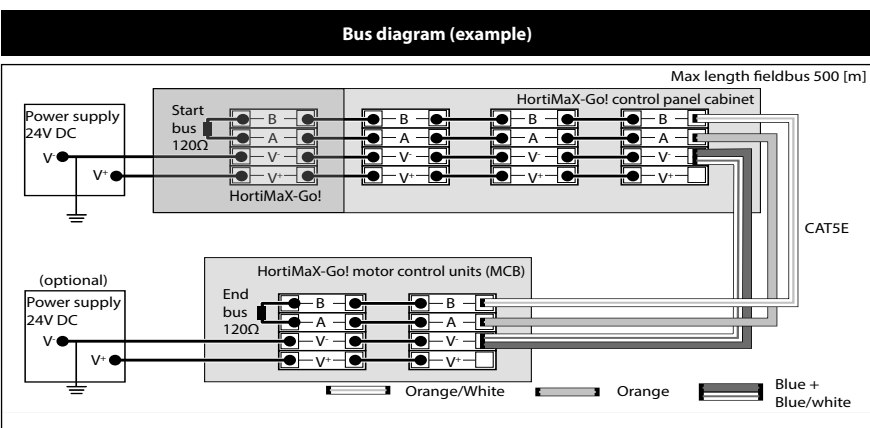 Bus diagram (example)
Max length fieldbus 500 [m]
HortiMaX-Go! control panel cabinet
Power supply
24V DC
V-
V+
Start
bus
120Ω
B B B B
A A A A
V- V- V- V-
V+ V+ V+ V+
HortiMaX-Go!
CAT5E
HortiMaX-Go! motor control units (MCB)
(optional)
Power supply
24V DC
V-
V+
End
bus
120Ω
B B
A A
V- V-
V+ V+
Orange/White
Orange
Blue +
Blue/white